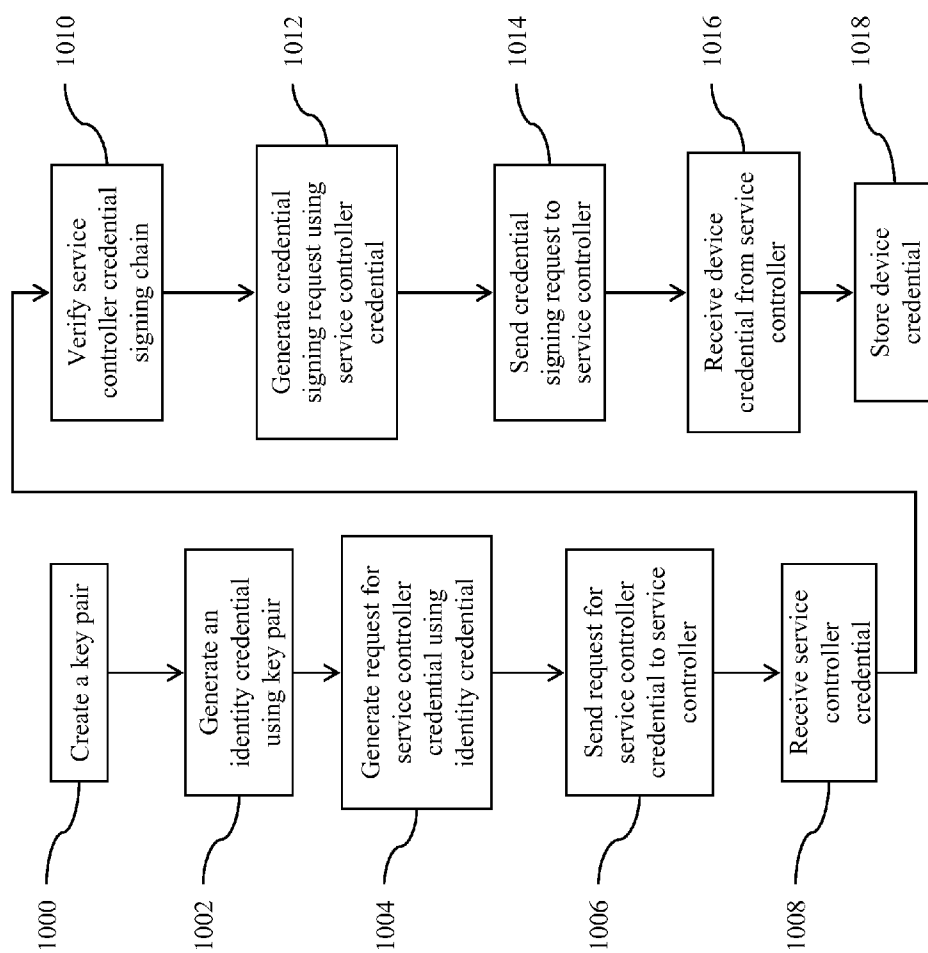 1000
Create a key pair
1002
Generate an
identity credential
using key pair
1004
Generate request for
service controller
credential using
identity credential
1006
Send request for
service controller
credential to service
controller
1008
Receive service
controller
credential
1010
Verify service
controller credential
signing chain
1012
Generate credential
signing request using
service controller
credential
1014
Send credential
signing request to
service controller
1016
Receive device
credential from service
controller
1018
Store device
credential